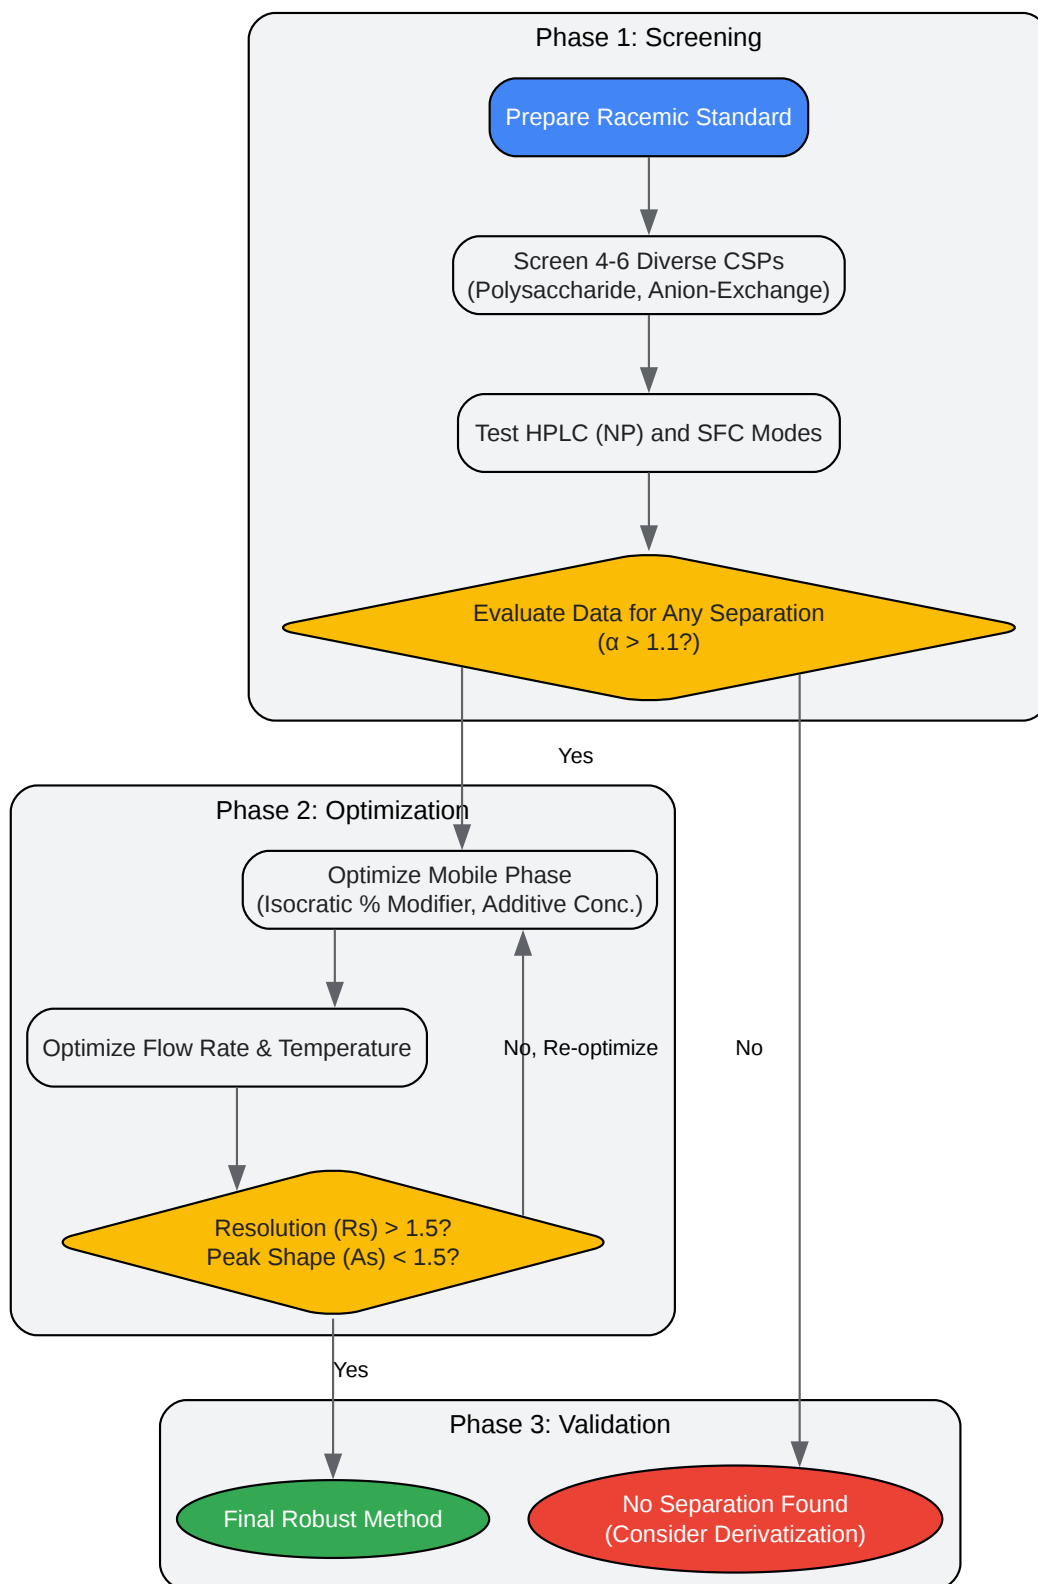 Phase 1: Screening
Prepare Racemic Standard
Screen 4-6 Diverse CSPs
(Polysaccharide, Anion-Exchange)
Test HPLC (NP) and SFC Modes
Evaluate Data for Any Separation
(α > 1.1?)
Yes
Phase 2: Optimization
Optimize Mobile Phase
(Isocratic % Modifier, Additive Conc.)
Optimize Flow Rate & Temperature
No, Re-optimize
No
Resolution (Rs) > 1.5?
Peak Shape (As) < 1.5?
Yes
Phase 3: Validation
Final Robust Method
No Separation Found
(Consider Derivatization)